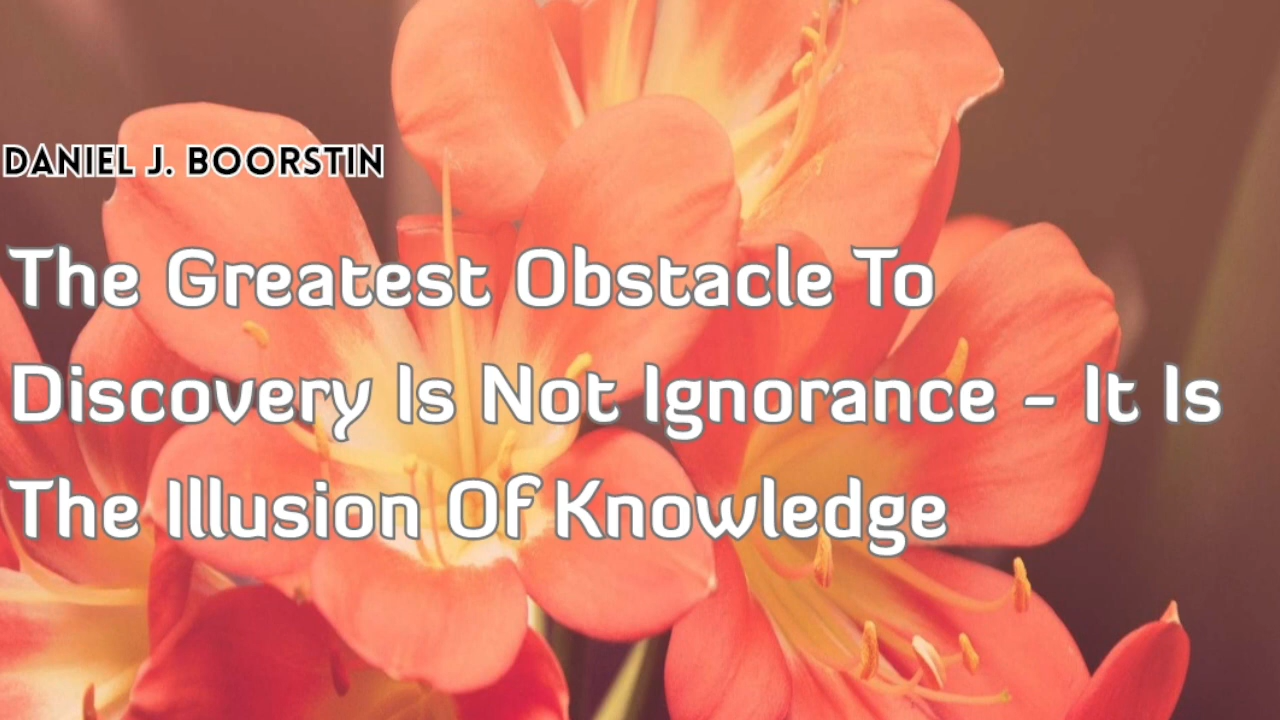 DANIEL J. BOORSTIN
The Greatest Obstacle To
Discovery Is Not Ignorance - It Is
The Illusion Of Knowledge